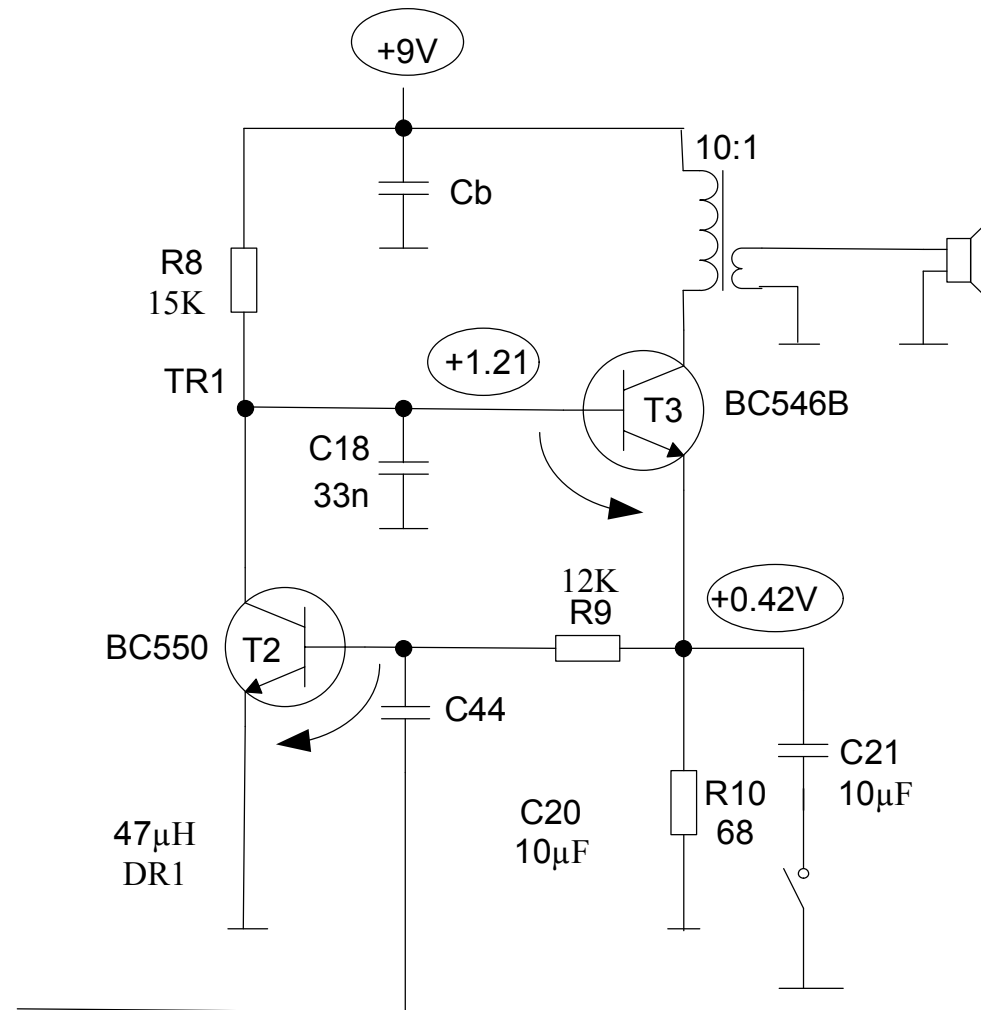 +9V
10:1
Cb
R8
15K
+1.21
TR1
T3
BC546B
C18
33n
12K
R9
+0.42V
BC550
T2
C44
C21
10µF
R10
68
C20
10µF
47µH
DR1